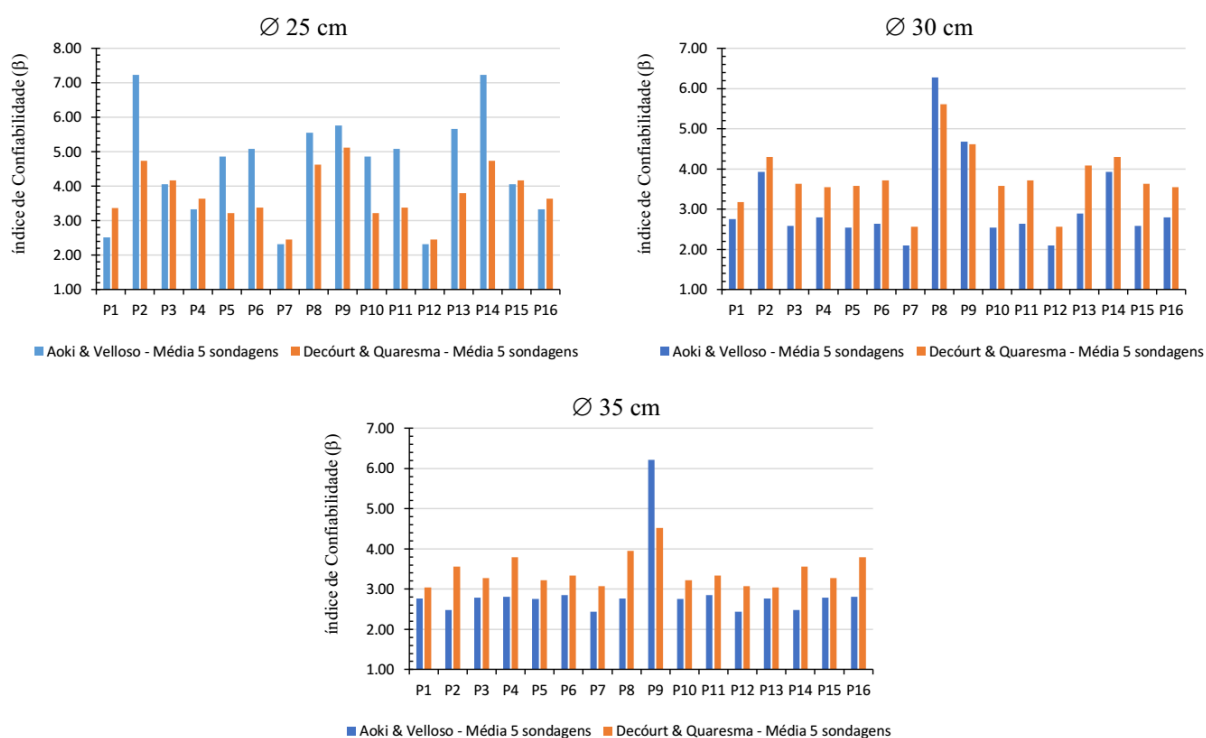 ∅ 25 cm
índice de Confiabilidade (β)
8.00
7.00
6.00
5.00
4.00
3.00
2.00
1.00
P1 P2 P3 P4 P5 P6 P7 P8 P9 P10 P11 P12 P13 P14 P15 P16
Aoki & Velloso - Média 5 sondagens Decóurt & Quaresma - Média 5 sondagens
∅ 30 cm
índice de Confiabilidade (β)
7.00
6.00
5.00
4.00
3.00
2.00
1.00
P1 P2 P3 P4 P5 P6 P7 P8 P9 P10 P11 P12 P13 P14 P15 P16
Aoki & Velloso - Média 5 sondagens Decóurt & Quaresma - Média 5 sondagens
∅ 35 cm
índice de Confiabilidade (β)
7.00
6.00
5.00
4.00
3.00
2.00
1.00
P1 P2 P3 P4 P5 P6 P7 P8 P9 P10 P11 P12 P13 P14 P15 P16
Aoki & Velloso - Média 5 sondagens Decóurt & Quaresma - Média 5 sondagens